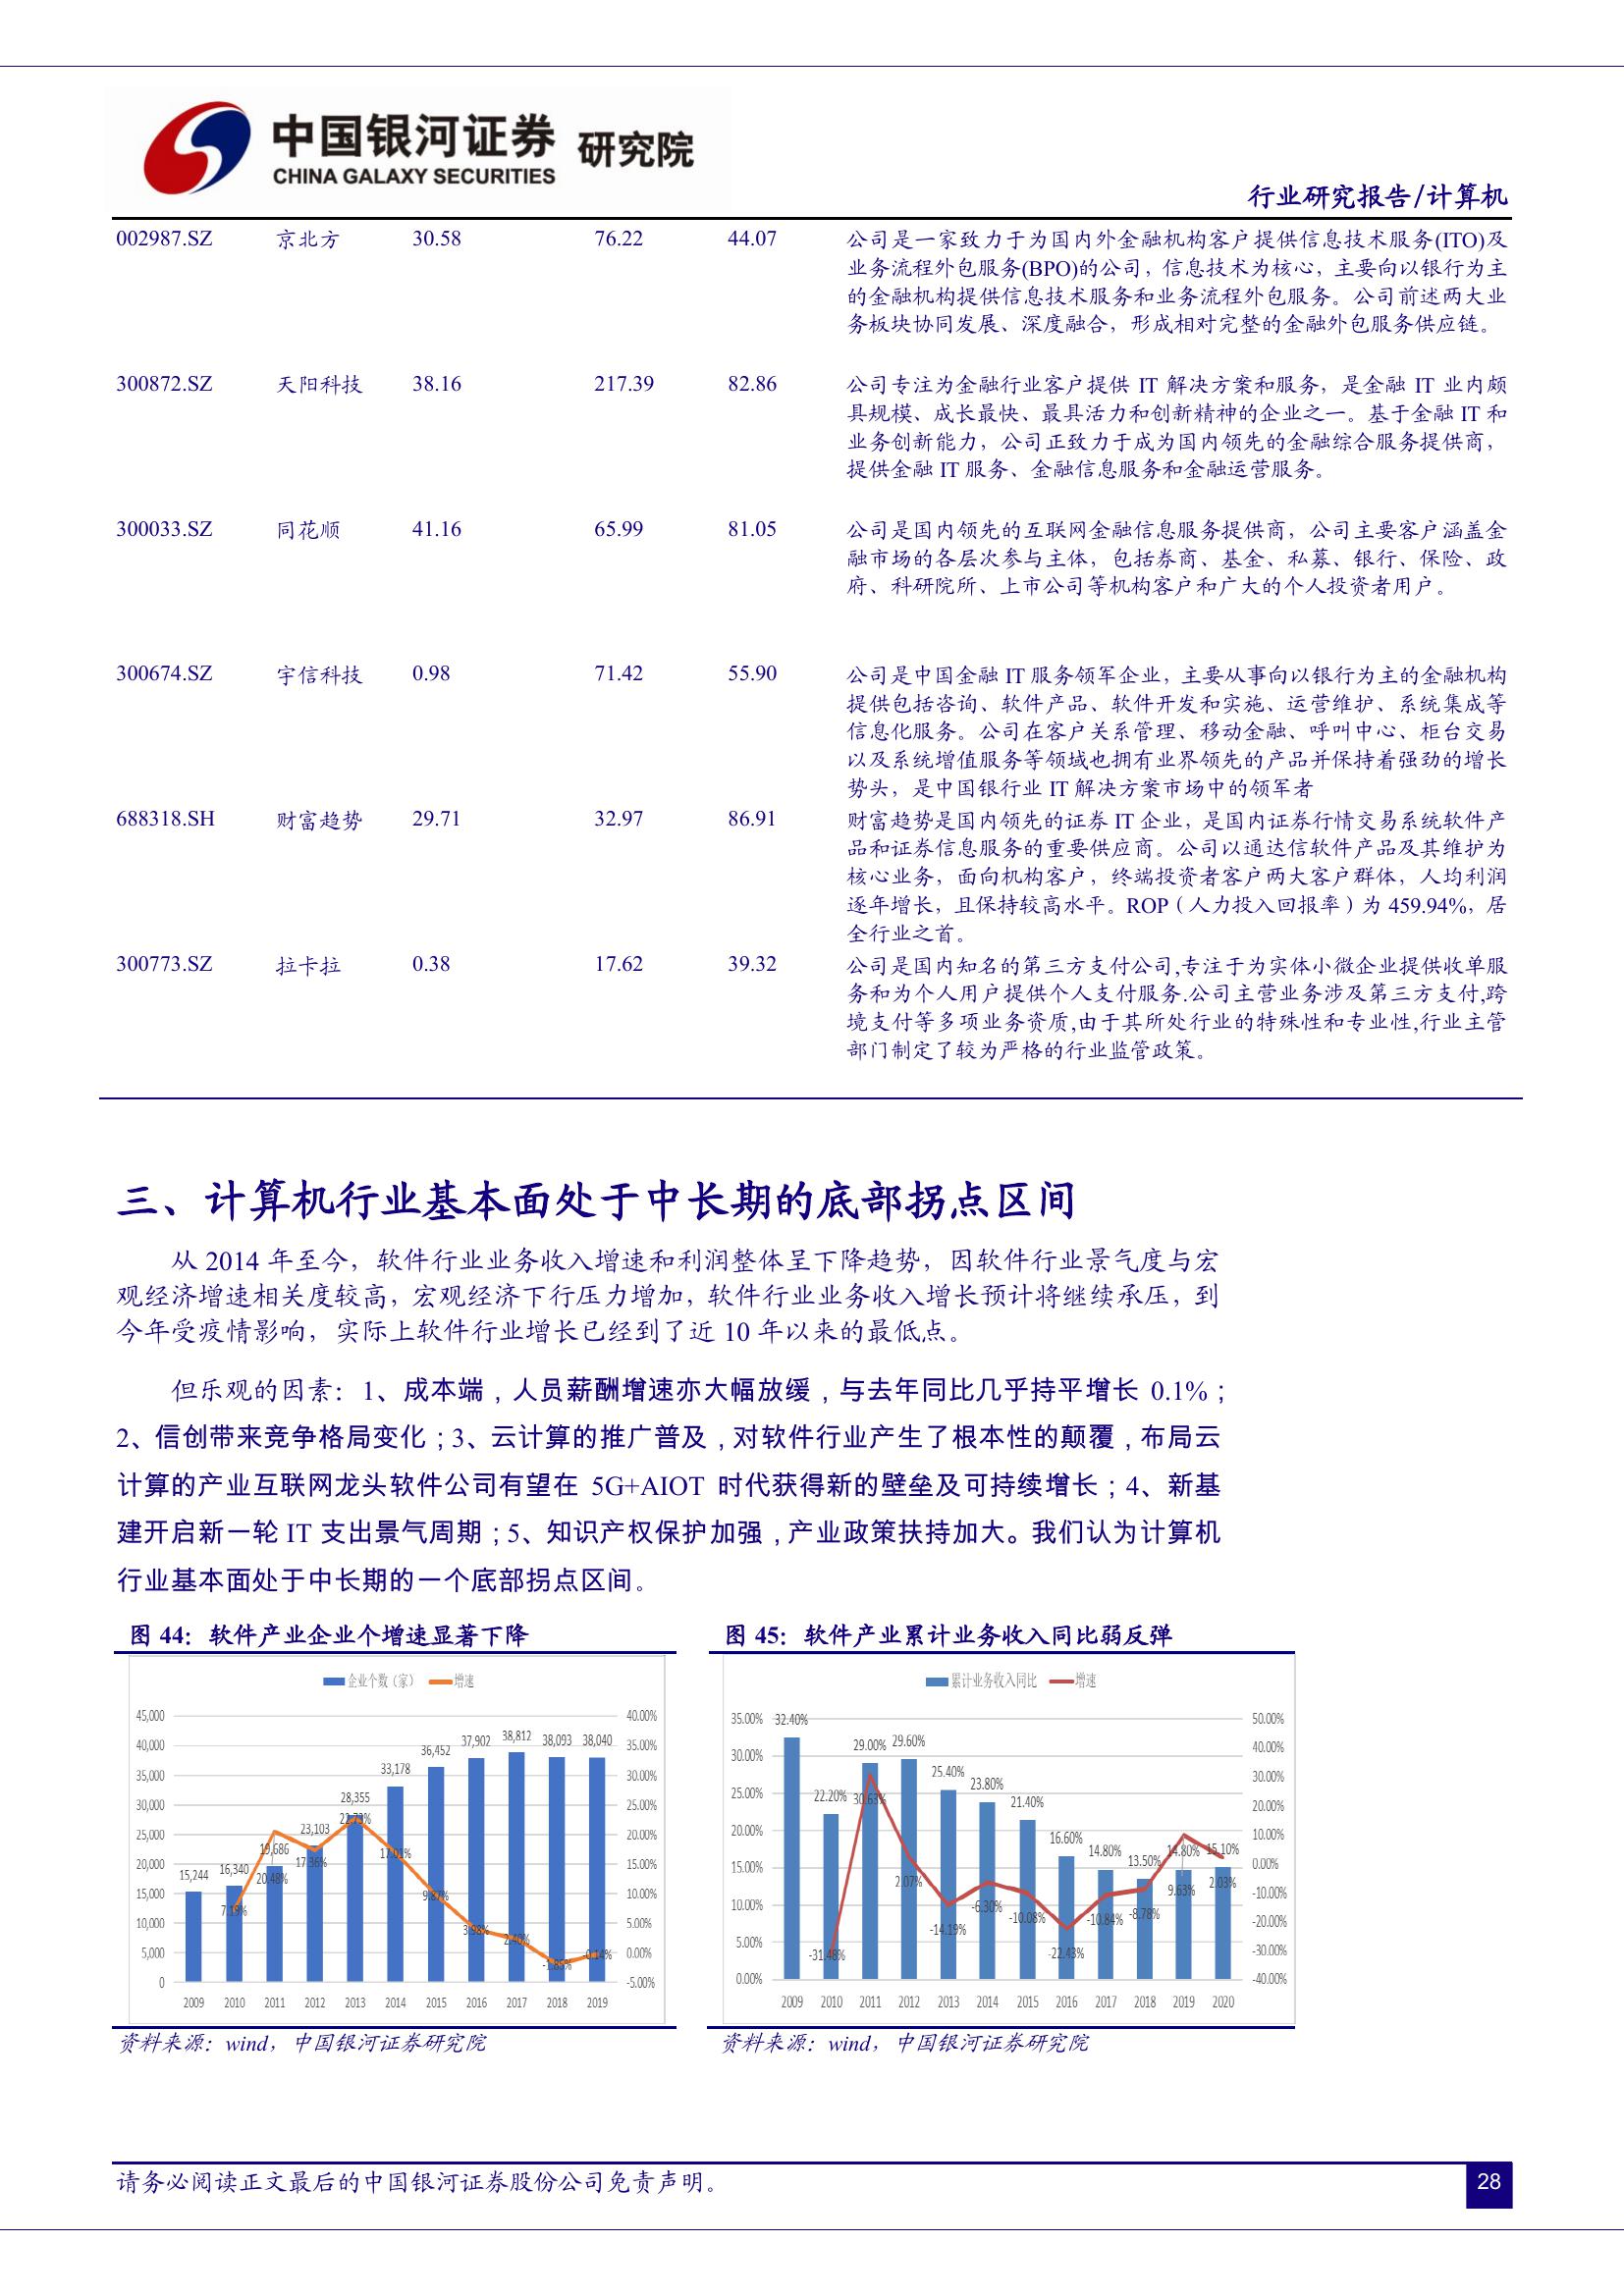 中国银河证券 研究院
CHINA GALAXY SECURITIES
行业研究报告/计算机
002987.SZ 京北方 30.58 76.22 44.07 公司是一家致力于为国内外金融机构客户提供信息技术服务(ITO)及
业务流程外包服务(BPO)的公司，信息技术为核心，主要向以银行为主
的金融机构提供信息技术服务和业务流程外包服务。公司前述两大业
务板块协同发展、深度融合，形成相对完整的金融外包服务供应链。
300872.SZ 天阳科技 38.16 217.39 82.86 公司专注为金融行业客户提供 IT 解决方案和服务，是金融 IT 业内颇
具规模、成长最快、最具活力和创新精神的企业之一。基于金融 IT 和
业务创新能力，公司正致力于成为国内领先的金融综合服务提供商，
提供金融 IT 服务、金融信息服务和金融运营服务。
300033.SZ 同花顺 41.16 65.99 81.05 公司是国内领先的互联网金融信息服务提供商，公司主要客户涵盖金
融市场的各层次参与主体，包括券商、基金、私募、银行、保险、政
府、科研院所、上市公司等机构客户和广大的个人投资者用户。
300674.SZ 宇信科技 0.98 71.42 55.90 公司是中国金融 IT 服务领军企业，主要从事向以银行为主的金融机构
提供包括咨询、软件产品、软件开发和实施、运营维护、系统集成等
信息化服务。公司在客户关系管理、移动金融、呼叫中心、柜台交易
以及系统增值服务等领域也拥有业界领先的产品并保持着强劲的增长
势头，是中国银行业 IT 解决方案市场中的领军者
688318.SH 财富趋势 29.71 32.97 86.91 财富趋势是国内领先的证券 IT 企业，是国内证券行情交易系统软件产
品和证券信息服务的重要供应商。公司以通达信软件产品及其维护为
核心业务，面向机构客户，终端投资者客户两大客户群体，人均利润
逐年增长，且保持较高水平。ROP（人力投入回报率）为 459.94%，居
全行业之首。
300773.SZ 拉卡拉 0.38 17.62 39.32 公司是国内知名的第三方支付公司,专注于为实体小微企业提供收单服
务和为个人用户提供个人支付服务.公司主营业务涉及第三方支付,跨
境支付等多项业务资质,由于其所处行业的特殊性和专业性,行业主管
部门制定了较为严格的行业监管政策。
三、计算机行业基本面处于中长期的底部拐点区间
从 2014 年至今，软件行业业务收入增速和利润整体呈下降趋势，因软件行业景气度与宏
观经济增速相关度较高，宏观经济下行压力增加，软件行业业务收入增长预计将继续承压，到
今年受疫情影响，实际上软件行业增长已经到了近 10 年以来的最低点。
但乐观的因素：1、成本端，人员薪酬增速亦大幅放缓，与去年同比几乎持平增长 0.1%；
2、信创带来竞争格局变化；3、云计算的推广普及，对软件行业产生了根本性的颠覆，布局云
计算的产业互联网龙头软件公司有望在 5G+AIOT 时代获得新的壁垒及可持续增长；4、新基
建开启新一轮 IT 支出景气周期；5、知识产权保护加强，产业政策扶持加大。我们认为计算机
行业基本面处于中长期的一个底部拐点区间。
图 44：软件产业企业个增速显著下降
企业个数（家） 增速
45,000 40,000 35,000 30,000 25,000 20,000 15,000 10,000 5,000 0
15,244 16,340 19,686 23,103 28,355 33,178 36,452 37,902 38,812 38,093 38,040
7.19% 20.48% 17.36% 22.73% 17.01% 9.87% 3.98% 2.40% -1.85% -0.14%
40.00% 35.00% 30.00% 25.00% 20.00% 15.00% 10.00% 5.00% 0.00% -5.00%
2009 2010 2011 2012 2013 2014 2015 2016 2017 2018 2019
资料来源：wind，中国银河证券研究院
图 45：软件产业累计业务收入同比弱反弹
累计业务收入同比 增速
35.00% 30.00% 25.00% 20.00% 15.00% 10.00% 5.00% 0.00%
32.40% 22.20% 29.00% 29.60% 25.40% 23.80% 21.40% 16.60% 14.80% 13.50% 14.80% 15.10%
-31.48% 30.63% 2.07% -14.19% -6.30% -10.08% -22.43% -10.84% -8.78% 9.63% 2.03%
50.00% 40.00% 30.00% 20.00% 10.00% 0.00% -10.00% -20.00% -30.00% -40.00%
2009 2010 2011 2012 2013 2014 2015 2016 2017 2018 2019 2020
资料来源：wind，中国银河证券研究院
请务必阅读正文最后的中国银河证券股份公司免责声明。
28